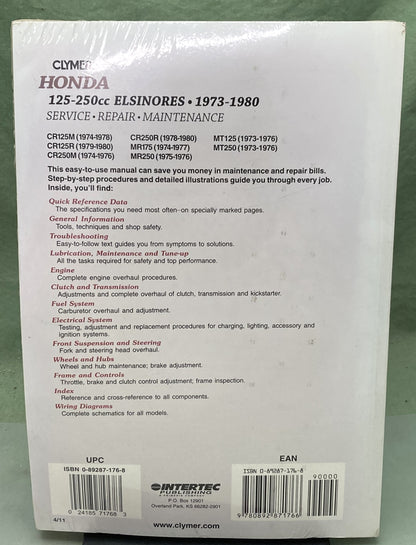 CLYMER
HONDA
125-250cc ELSINORES • 1973-1980
SERVICE • REPAIR • MAINTENANCE
CR125M (1974-1978) CR250R (1978-1980) MT125 (1973-1976)
CR125R (1979-1980) MR175 (1974-1977) MT250 (1973-1976)
CR250M (1974-1976) MR250 (1975-1976)
This easy-to-use manual can save you money in maintenance and repair bills.
Step-by-step procedures and detailed illustrations guide you through every job.
Inside, you'll find:
Quick Reference Data
The specifications you need most often–on specially marked pages.
General Information
Tools, techniques and shop safety.
Troubleshooting
Easy-to-follow text guides you from symptoms to solutions.
Lubrication, Maintenance and Tune-up
All the tasks required for safety and top performance.
Engine
Complete engine overhaul procedures.
Clutch and Transmission
Adjustments and complete overhaul of clutch, transmission and kickstarter.
Fuel System
Carburetor overhaul and adjustment.
Electrical System
Testing, adjustment and replacement procedures for charging, lighting, accessory and
ignition systems.
Front Suspension and Steering
Fork and steering head overhaul.
Wheels and Hubs
Wheel and hub maintenance; brake adjustment.
Frame and Controls
Throttle, brake and clutch control adjustment; frame inspection.
Index
Reference and cross-reference to all components.
Wiring Diagrams
Complete schematics for all models.
UPC
ISBN 0-89287-176-8
0 24185 71768 3
4/11
INTERTEC
PUBLISHING
P.O. Box 12901
Overland Park, KS 66282-2901
www.clymer.com
EAN
ISBN 0-89287-176-8
90000
9 780892 871766